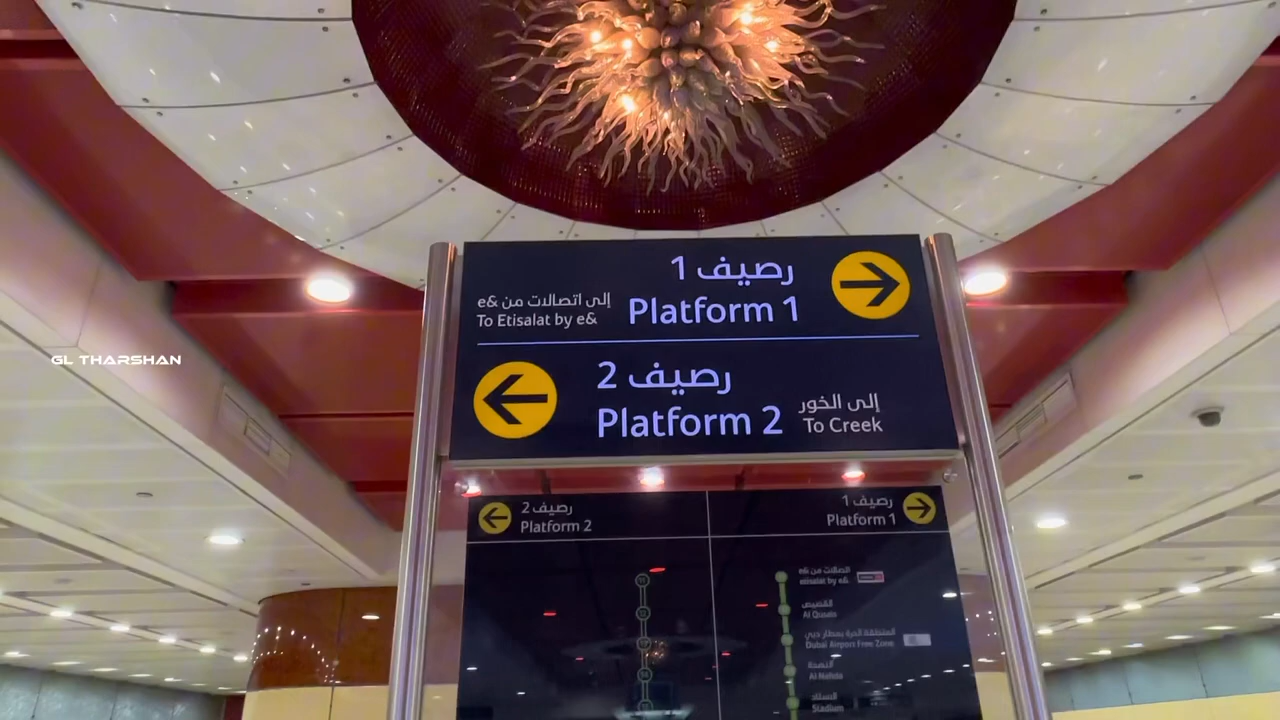 رصيف 1
Platform 1
إلى اتصالات من e&
To Etisalat by e&
رصيف 2
Platform 2
إلى الخور
To Creek
GL THARSHAN
رصيف 2
Platform 2
رصيف 1
Platform 1
اتصالات من e&
etisalat by e&
القصيص
Al Qusais
المنطقة الحرة بمطار دبي
Dubai Airport Free Zone
النهدة
Al Nahda
الستاد
Stadium